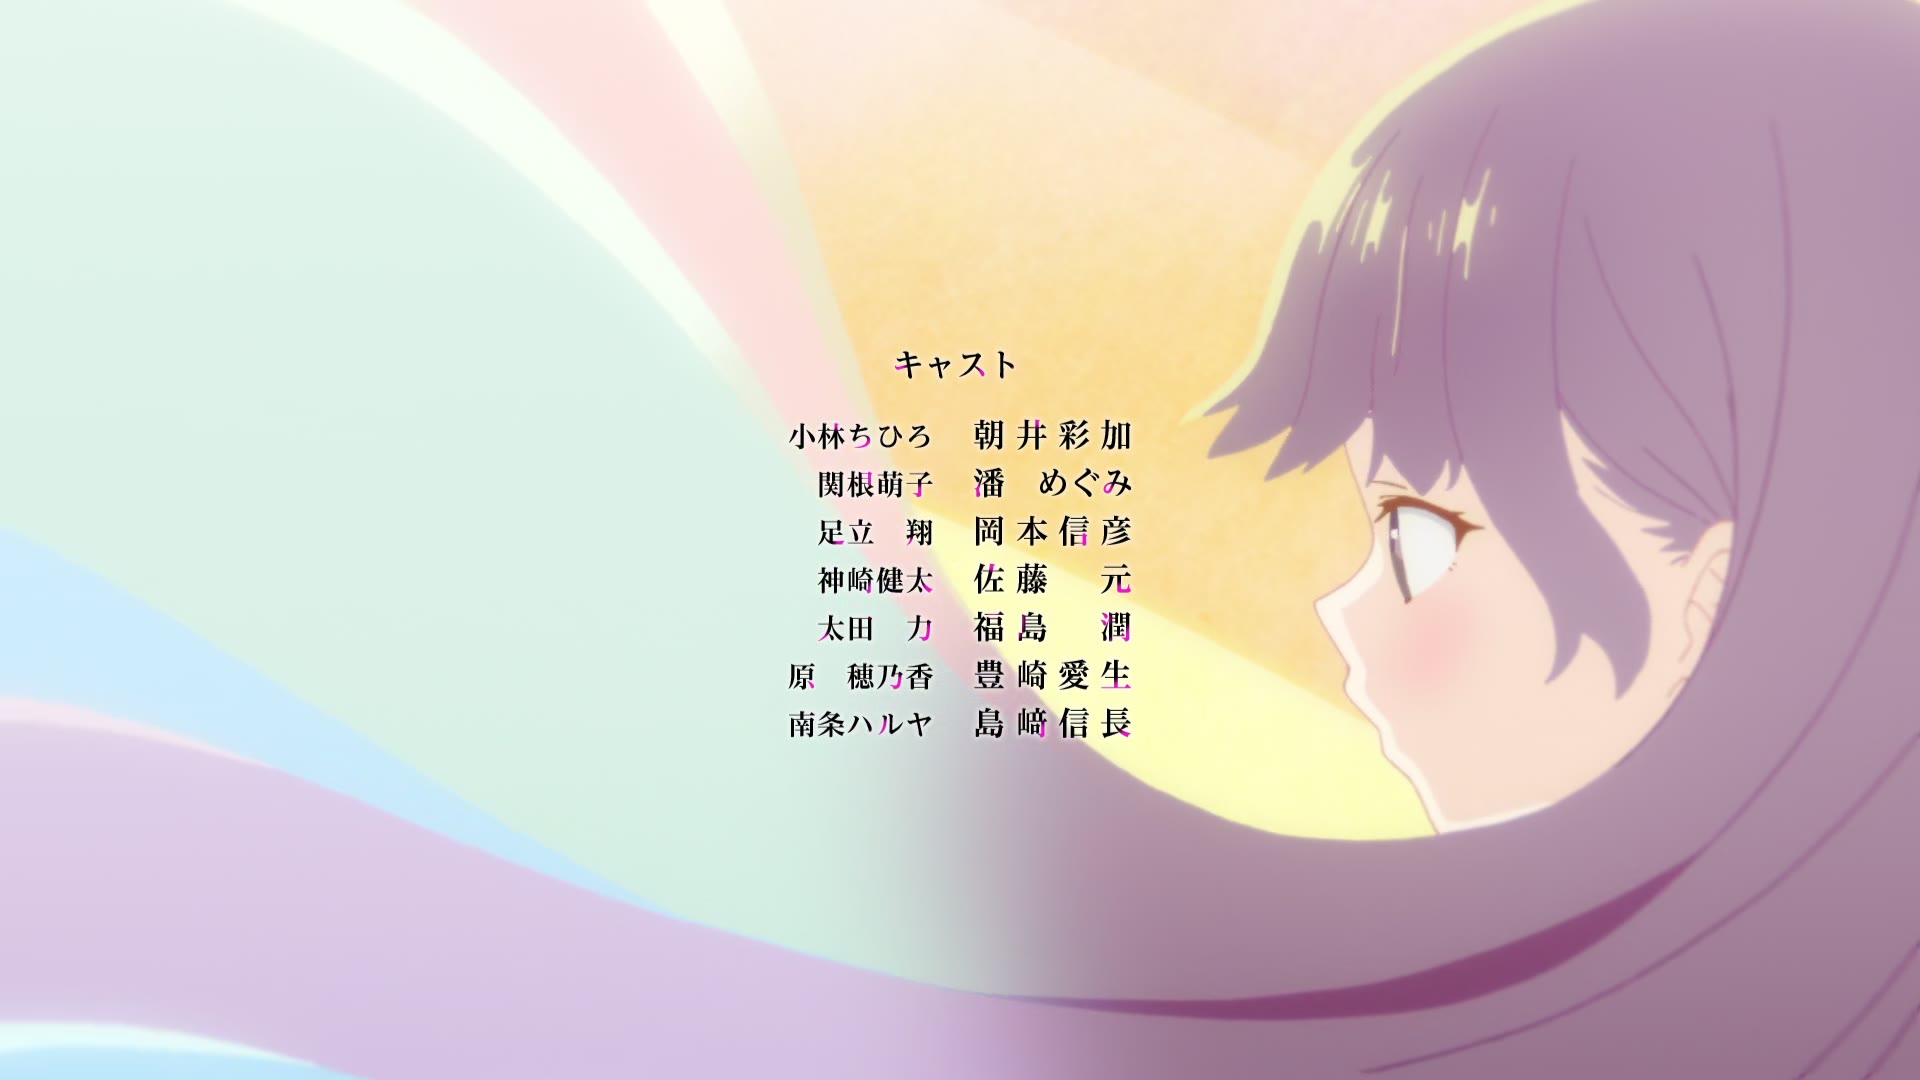 キャスト
小林ちひろ 朝井彩加
関根萌子 潘 めぐみ
足立 翔 岡本信彦
神崎健太 佐藤 元
太田 力 福島 潤
原 穂乃香 豊崎愛生
南条ハルヤ 島﨑信長